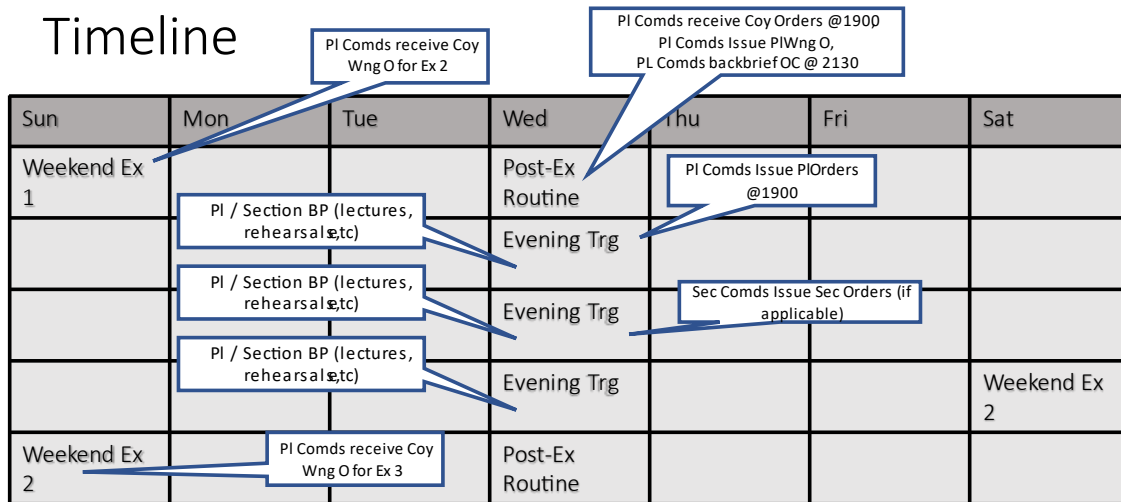 Timeline
Pl Comds receive Coy
Wng O for Ex 2
Pl Comds receive Coy Orders @1900,
Pl Comds Issue PlWng O,
PL Comds backbrief OC @ 2130
Sun
Mon
Tue
Wed
Thu
Fri
Sat
Weekend Ex
1
Post-Ex
Routine
Pl Comds Issue PlOrders
@1900
Pl / Section BP (lectures,
rehearsals,etc)
Evening Trg
Pl / Section BP (lectures,
rehearsals,etc)
Evening Trg
Sec Comds Issue Sec Orders (if
applicable)
Pl / Section BP (lectures,
rehearsals,etc)
Evening Trg
Weekend Ex
2
Weekend Ex
2
Pl Comds receive Coy
Wng O for Ex 3
Post-Ex
Routine